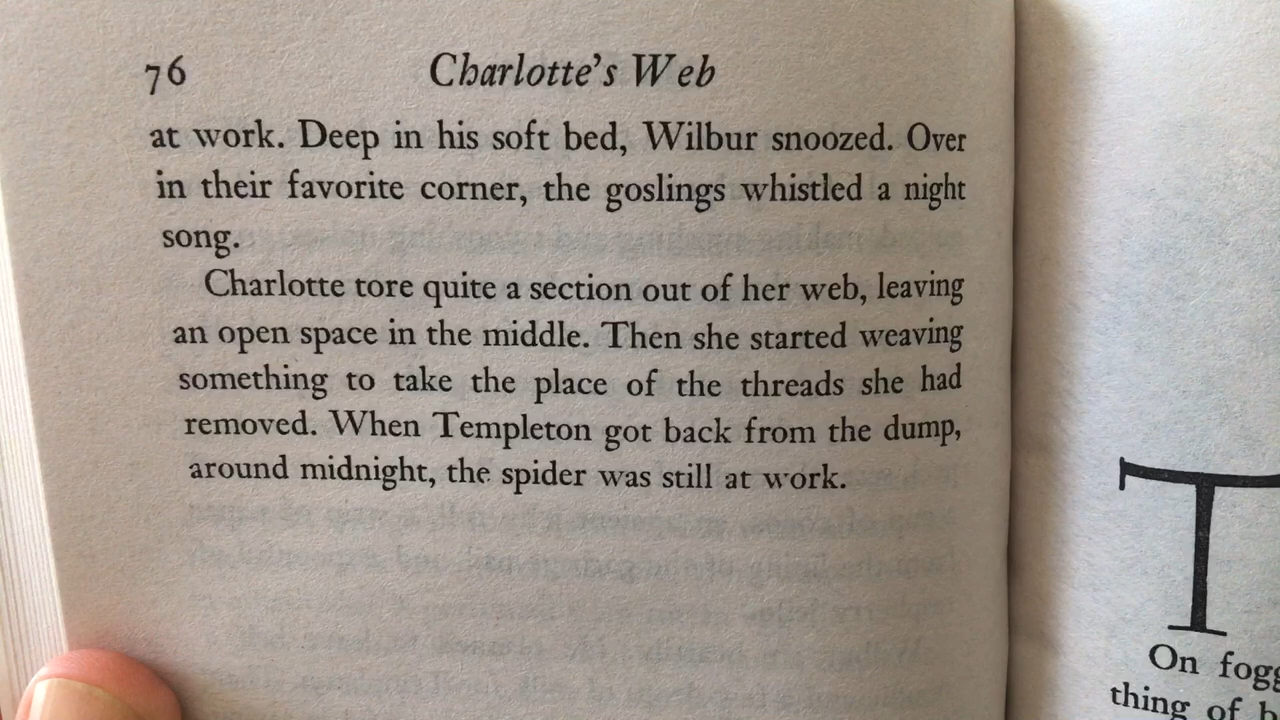 76
Charlotte's Web
at work. Deep in his soft bed, Wilbur snoozed. Over
in their favorite corner, the goslings whistled a night
song.
Charlotte tore quite a section out of her web, leaving
an open space in the middle. Then she started weaving
something to take the place of the threads she had
removed. When Templeton got back from the dump,
around midnight, the spider was still at work.
T
On
thing of